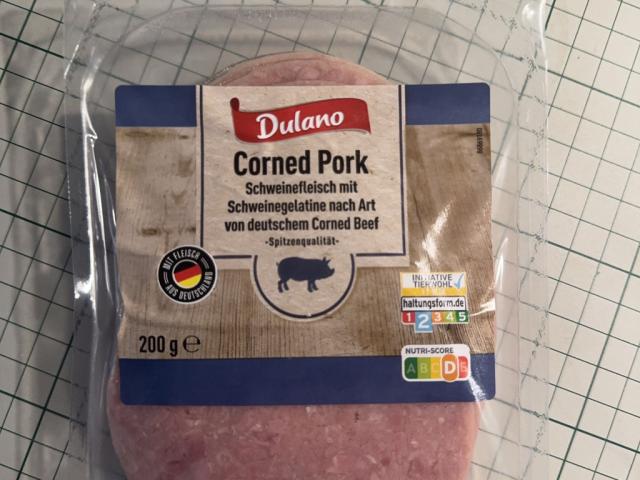 Dulano
Corned Pork
Schweinefleisch mit
Schweinegelatine nach Art
von deutschem Corned Beef
-Spitzenqualität-
MIT FLEISCH
AUS DEUTSCHLAND
INITIATIVE
TIERWOHL
haltungsform.de
1 2 3 4 5
200 g ℮
NUTRI-SCORE
A B C D E